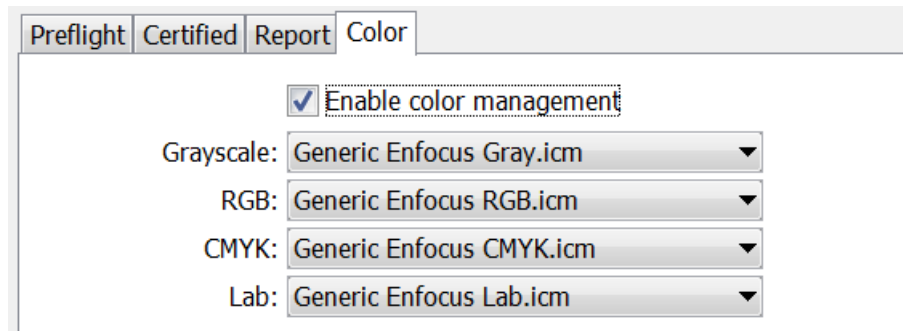 Preflight Certified Report Color
Enable color management
Grayscale: Generic Enfocus Gray.icm
RGB: Generic Enfocus RGB.icm
CMYK: Generic Enfocus CMYK.icm
Lab: Generic Enfocus Lab.icm